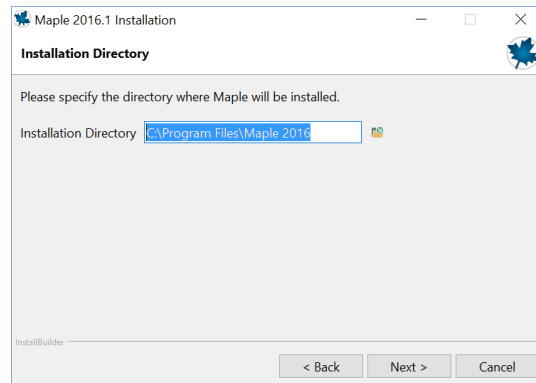 Maple 2016.1 Installation
Installation Directory
Please specify the directory where Maple will be installed.
Installation Directory C:\Program Files\Maple 2016
InstallBuilder
< Back Next > Cancel